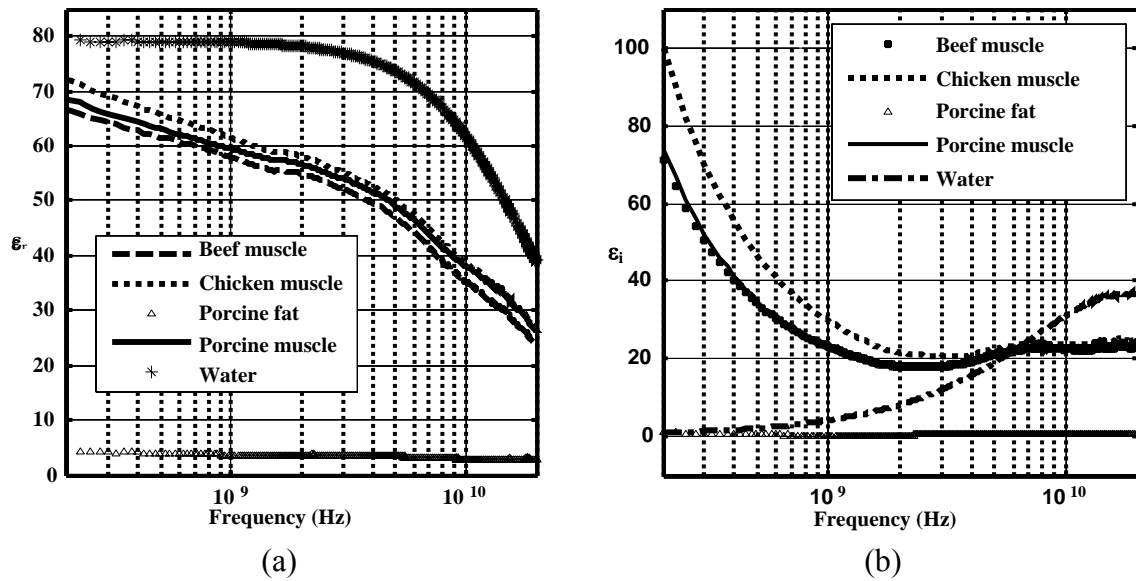 80
70
60
50
40
30
20
10
0
εr
Beef muscle
Chicken muscle
Porcine fat
Porcine muscle
Water
10 9
10 10
Frequency (Hz)
(a)
100
80
60
40
20
0
εi
Beef muscle
Chicken muscle
Porcine fat
Porcine muscle
Water
10 9
10 10
Frequency (Hz)
(b)